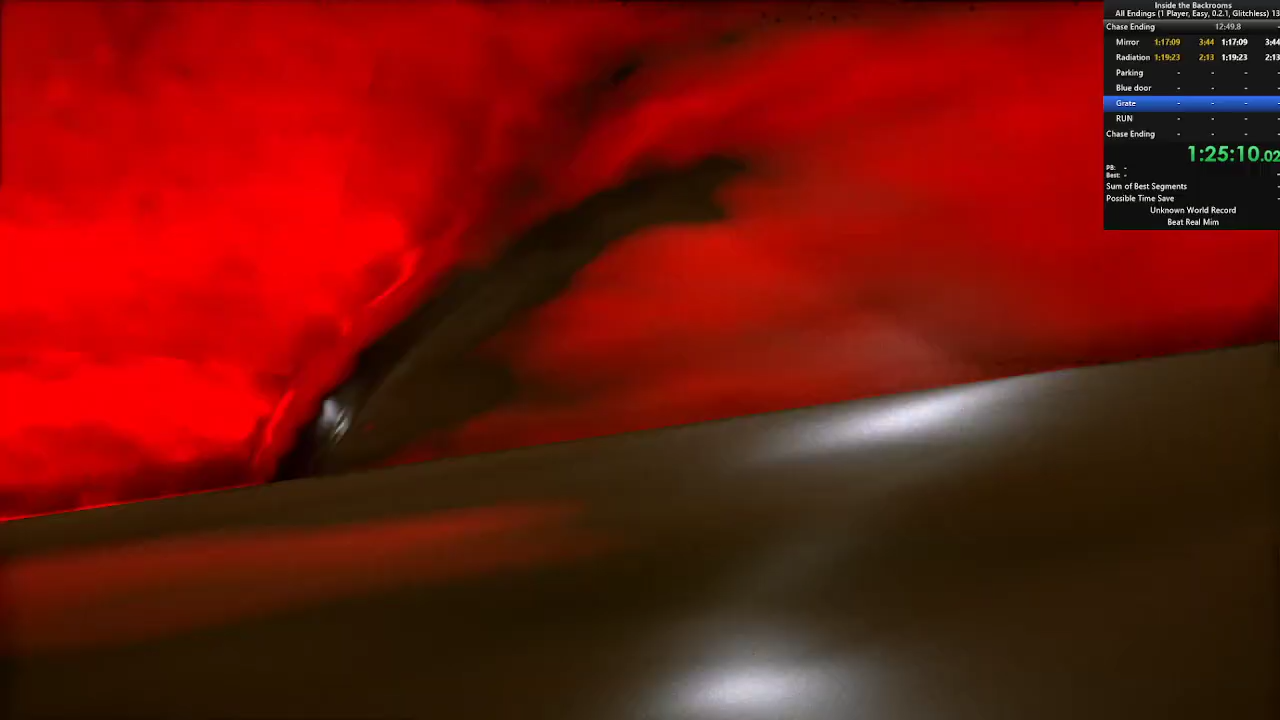 Inside the Backrooms
All Endings (1 Player, Easy, 0.2.1, Glitchless) 13
Chase Ending 12:49.8 -
Mirror 1:17:09 3:44 1:17:09 3:44
Radiation 1:19:23 2:13 1:19:23 2:13
Parking - - - -
Blue door - - - -
Grate - - - -
RUN - - - -
Chase Ending - - - -
1:25:10.02
PB: -
Best: -
Sum of Best Segments -
Possible Time Save -
Unknown World Record
Beat Real Mim